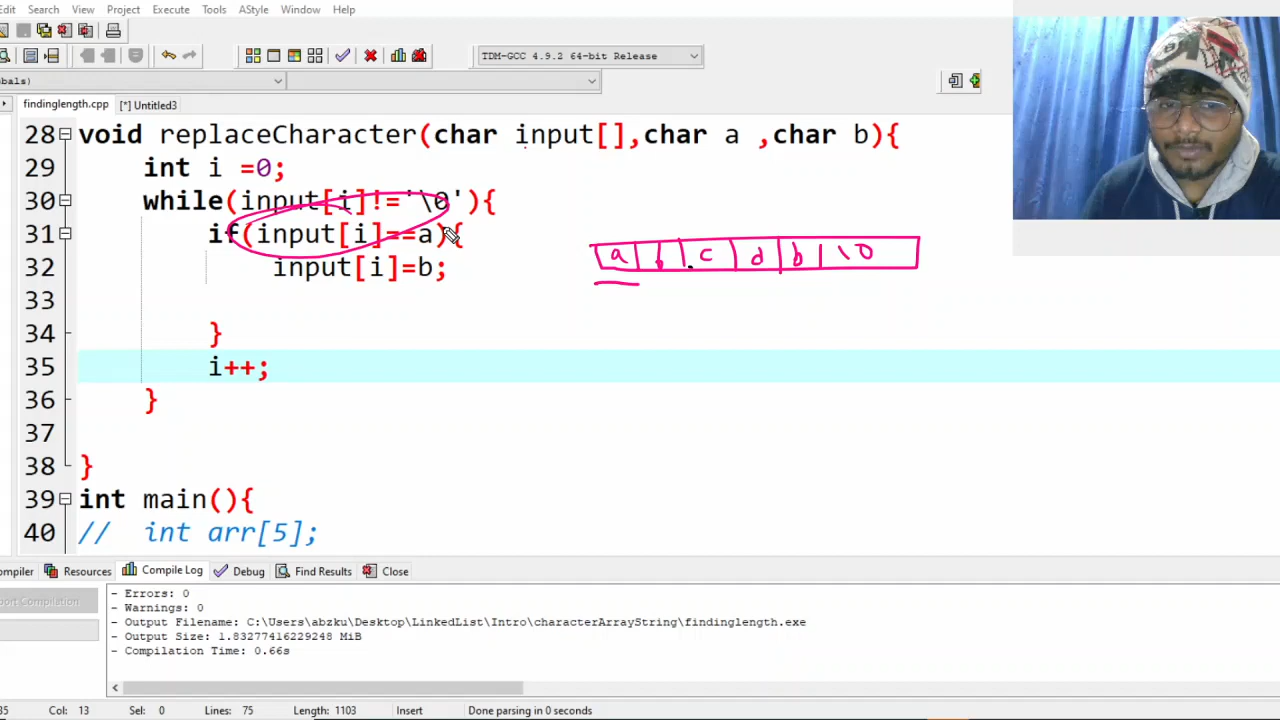 Edit Search View Project Execute Tools AStyle Window Help
TDM-GCC 4.9.2 64-bit Release
findinglength.cpp [*] Untitled3
28 void replaceCharacter(char input[],char a ,char b){
29 int i =0;
30 while(input[i]!= '\0'){
31 if(input[i]==a){
32 input[i]=b;
33
34 }
35 i++;
36 }
37
38 }
39 int main(){
40 // int arr[5];
a b c d b \0
Resources Compile Log Debug Find Results Close
- Errors: 0
- Warnings: 0
- Output Filename: C:\Users\abzku\Desktop\LinkedList\Intro\characterArrayString\findinglength.exe
- Output Size: 1.83277416229248 MiB
- Compilation Time: 0.66s
Col: 13 Sel: 0 Lines: 75 Length: 1103 Insert Done parsing in 0 seconds